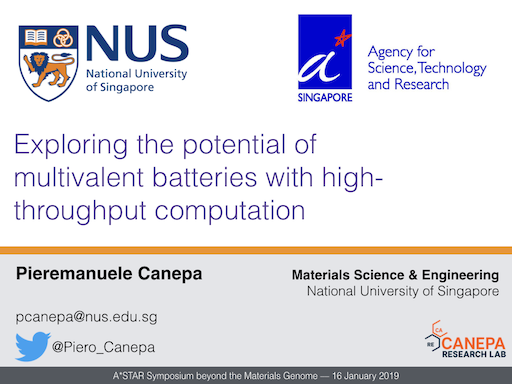 NUS
National University
of Singapore
a
SINGAPORE
Agency for
Science, Technology
and Research
Exploring the potential of
multivalent batteries with high-
throughput computation
Pieremanuele Canepa
Materials Science & Engineering
National University of Singapore
pcanepa@nus.edu.sg
@Piero_Canepa
CA
RE
CANEPA
RESEARCH LAB
A*STAR Symposium beyond the Materials Genome — 16 January 2019